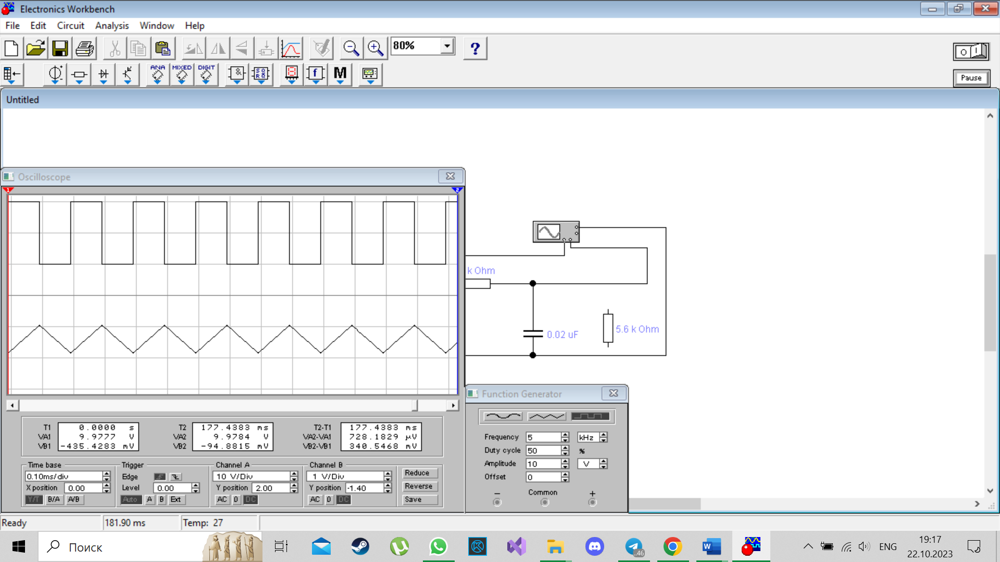 Electronics Workbench
File Edit Circuit Analysis Window Help
80%
?
O I
ANA MIXED DIGIT
M
Pause
Untitled
Oscilloscope
1 2
k Ohm
0.02 uF
5.6 k Ohm
T1 0.0000 s
VA1 9.9777 V
VB1 -435.4283 mV
T2 177.4383 ms
VA2 9.9784 V
VB2 -94.8815 mV
T2-T1 177.4383 ms
VA2-VA1 728.1829 µV
VB2-VB1 340.5468 mV
Time base
0.10ms/div
X position 0.00
Y/T B/A A/B
Trigger
Edge
Level 0.00
Auto A B Ext
Channel A
10 V/Div
Y position 2.00
AC 0 DC
Channel B
1 V/Div
Y position -1.40
AC 0 DC
Reduce
Reverse
Save
Function Generator
Frequency 5 kHz
Duty cycle 50 %
Amplitude 10 V
Offset 0
− Common +
Ready 181.90 ms Temp: 27
Поиск
..46
ENG
19:17
22.10.2023